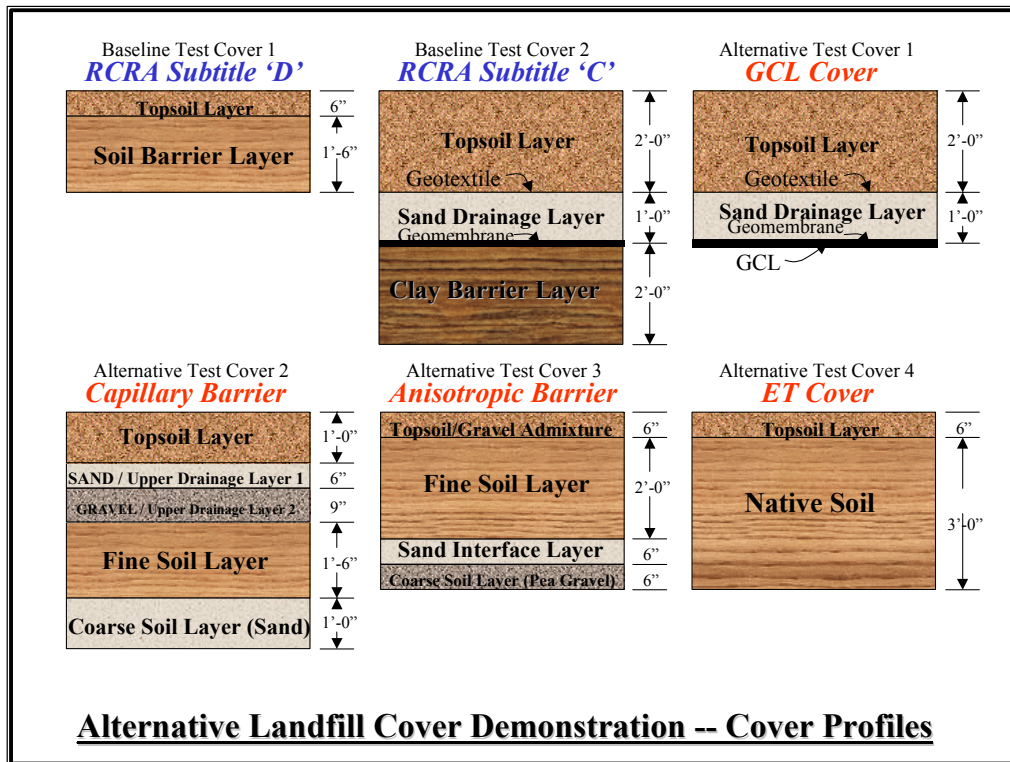 Baseline Test Cover 1
RCRA Subtitle ‘D’
Topsoil Layer
6”
Soil Barrier Layer
1’-6”
Baseline Test Cover 2
RCRA Subtitle ‘C’
Topsoil Layer
2’-0”
Geotextile
Sand Drainage Layer
1’-0”
Geomembrane
Clay Barrier Layer
2’-0”
Alternative Test Cover 1
GCL Cover
Topsoil Layer
2’-0”
Geotextile
Sand Drainage Layer
1’-0”
Geomembrane
GCL
Alternative Test Cover 2
Capillary Barrier
Topsoil Layer
1’-0”
SAND / Upper Drainage Layer 1
6”
GRAVEL / Upper Drainage Layer 2
9”
Fine Soil Layer
1’-6”
Coarse Soil Layer (Sand)
1’-0”
Alternative Test Cover 3
Anisotropic Barrier
Topsoil/Gravel Admixture
6”
Fine Soil Layer
2’-0”
Sand Interface Layer
6”
Coarse Soil Layer (Pea Gravel)
6”
Alternative Test Cover 4
ET Cover
Topsoil Layer
6”
Native Soil
3’-0”
Alternative Landfill Cover Demonstration -- Cover Profiles